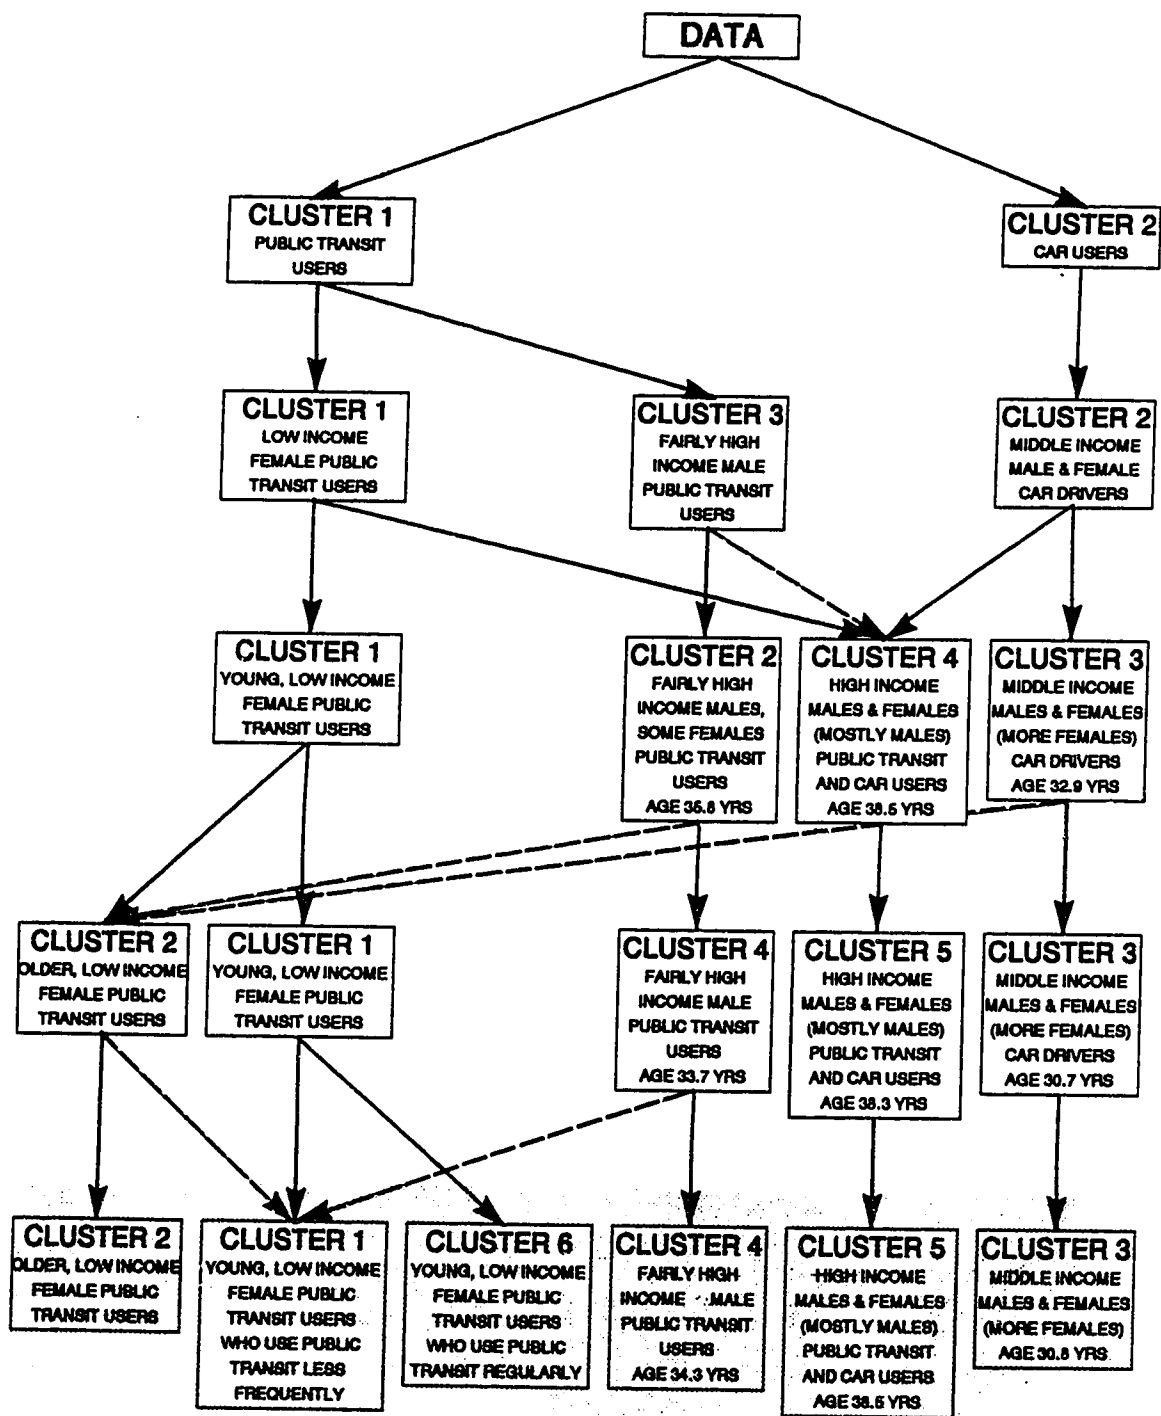 DATA
CLUSTER 1
PUBLIC TRANSIT
USERS
CLUSTER 2
CAR USERS
CLUSTER 1
LOW INCOME
FEMALE PUBLIC
TRANSIT USERS
CLUSTER 3
FAIRLY HIGH
INCOME MALE
PUBLIC TRANSIT
USERS
CLUSTER 2
MIDDLE INCOME
MALE & FEMALE
CAR DRIVERS
CLUSTER 1
YOUNG, LOW INCOME
FEMALE PUBLIC
TRANSIT USERS
CLUSTER 2
FAIRLY HIGH
INCOME MALES,
SOME FEMALES
PUBLIC TRANSIT
USERS
AGE 35.8 YRS
CLUSTER 4
HIGH INCOME
MALES & FEMALES
(MOSTLY MALES)
PUBLIC TRANSIT
AND CAR USERS
AGE 38.5 YRS
CLUSTER 3
MIDDLE INCOME
MALES & FEMALES
(MORE FEMALES)
CAR DRIVERS
AGE 32.9 YRS
CLUSTER 2
OLDER, LOW INCOME
FEMALE PUBLIC
TRANSIT USERS
CLUSTER 1
YOUNG, LOW INCOME
FEMALE PUBLIC
TRANSIT USERS
CLUSTER 4
FAIRLY HIGH
INCOME MALE
PUBLIC TRANSIT
USERS
AGE 33.7 YRS
CLUSTER 5
HIGH INCOME
MALES & FEMALES
(MOSTLY MALES)
PUBLIC TRANSIT
AND CAR USERS
AGE 38.3 YRS
CLUSTER 3
MIDDLE INCOME
MALES & FEMALES
(MORE FEMALES)
CAR DRIVERS
AGE 30.7 YRS
CLUSTER 2
OLDER, LOW INCOME
FEMALE PUBLIC
TRANSIT USERS
CLUSTER 1
YOUNG, LOW INCOME
FEMALE PUBLIC
TRANSIT USERS
WHO USE PUBLIC
TRANSIT LESS
FREQUENTLY
CLUSTER 6
YOUNG, LOW INCOME
FEMALE PUBLIC
TRANSIT USERS
WHO USE PUBLIC
TRANSIT REGULARLY
CLUSTER 4
FAIRLY HIGH
INCOME MALE
PUBLIC TRANSIT
USERS
AGE 34.3 YRS
CLUSTER 5
HIGH INCOME
MALES & FEMALES
(MOSTLY MALES)
PUBLIC TRANSIT
AND CAR USERS
AGE 38.5 YRS
CLUSTER 3
MIDDLE INCOME
MALES & FEMALES
(MORE FEMALES)
AGE 30.8 YRS